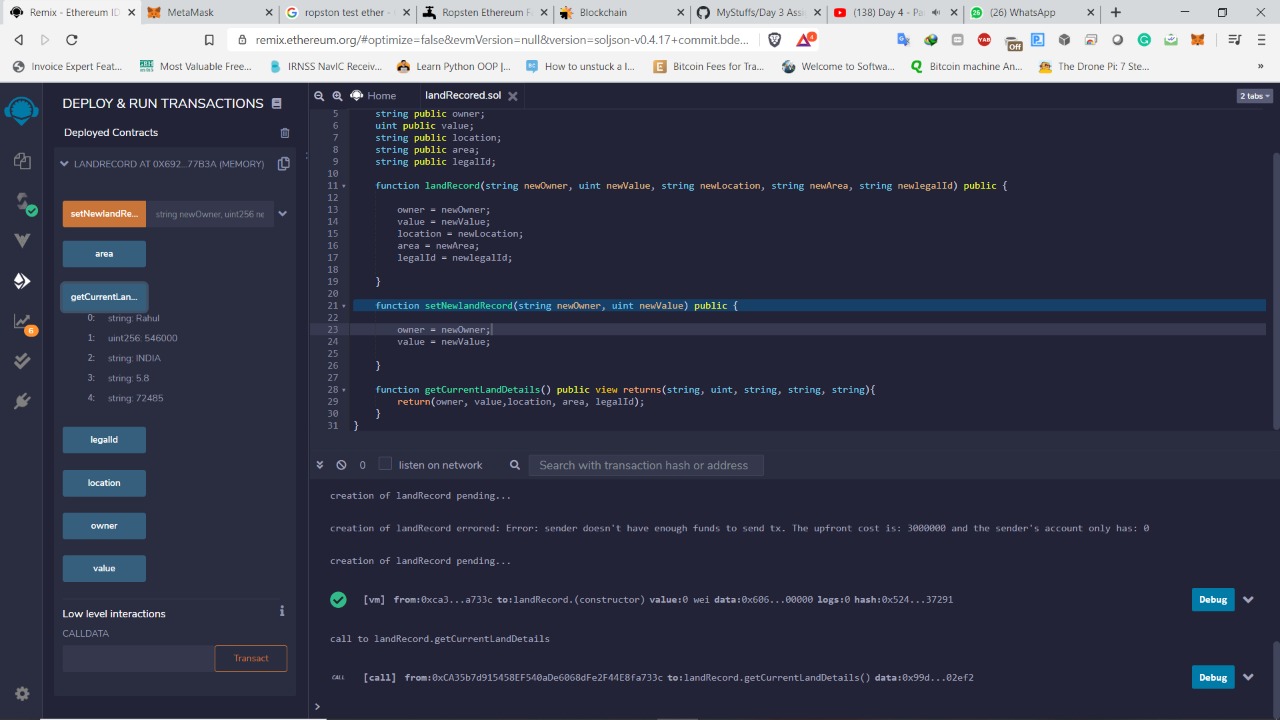 Remix - Ethereum ID
MetaMask
ropston test ether -
Ropsten Ethereum F
Blockchain
MyStuffs/Day 3 Assi
(138) Day 4 - Pa
(26) WhatsApp
remix.ethereum.org/#optimize=false&evmVersion=null&version=soljson-v0.4.17+commit.bde...
Off
Invoice Expert Feat...
Most Valuable Freel...
IRNSS NavIC Receiv...
Learn Python OOP |...
How to unstuck a l...
Bitcoin Fees for Tra...
Welcome to Softwa...
Bitcoin machine An...
The Drone Pi: 7 Ste...
DEPLOY & RUN TRANSACTIONS
Home
landRecored.sol
2 tabs
Deployed Contracts
LANDRECORD AT 0X692...77B3A (MEMORY)
setNewlandRe...
string newOwner, uint256 ne
area
getCurrentLan...
0: string: Rahul
1: uint256: 546000
2: string: INDIA
3: string: 5.8
4: string: 72485
legalId
location
owner
value
Low level interactions
CALLDATA
Transact
6
5 string public owner;
6 uint public value;
7 string public location;
8 string public area;
9 string public legalId;
10
11 function landRecord(string newOwner, uint newValue, string newLocation, string newArea, string newlegalId) public {
12
13 owner = newOwner;
14 value = newValue;
15 location = newLocation;
16 area = newArea;
17 legalId = newlegalId;
18
19 }
20
21 function setNewlandRecord(string newOwner, uint newValue) public {
22
23 owner = newOwner;
24 value = newValue;
25
26 }
27
28 function getCurrentLandDetails() public view returns(string, uint, string, string, string){
29 return(owner, value,location, area, legalId);
30 }
31 }
0
listen on network
Search with transaction hash or address
creation of landRecord pending...
creation of landRecord errored: Error: sender doesn't have enough funds to send tx. The upfront cost is: 3000000 and the sender's account only has: 0
creation of landRecord pending...
[vm] from:0xca3...a733c to:landRecord.(constructor) value:0 wei data:0x606...00000 logs:0 hash:0x524...37291
Debug
call to landRecord.getCurrentLandDetails
CALL [call] from:0xCA35b7d915458EF540aDe6068dFe2F44E8fa733c to:landRecord.getCurrentLandDetails() data:0x99d...02ef2
Debug
>